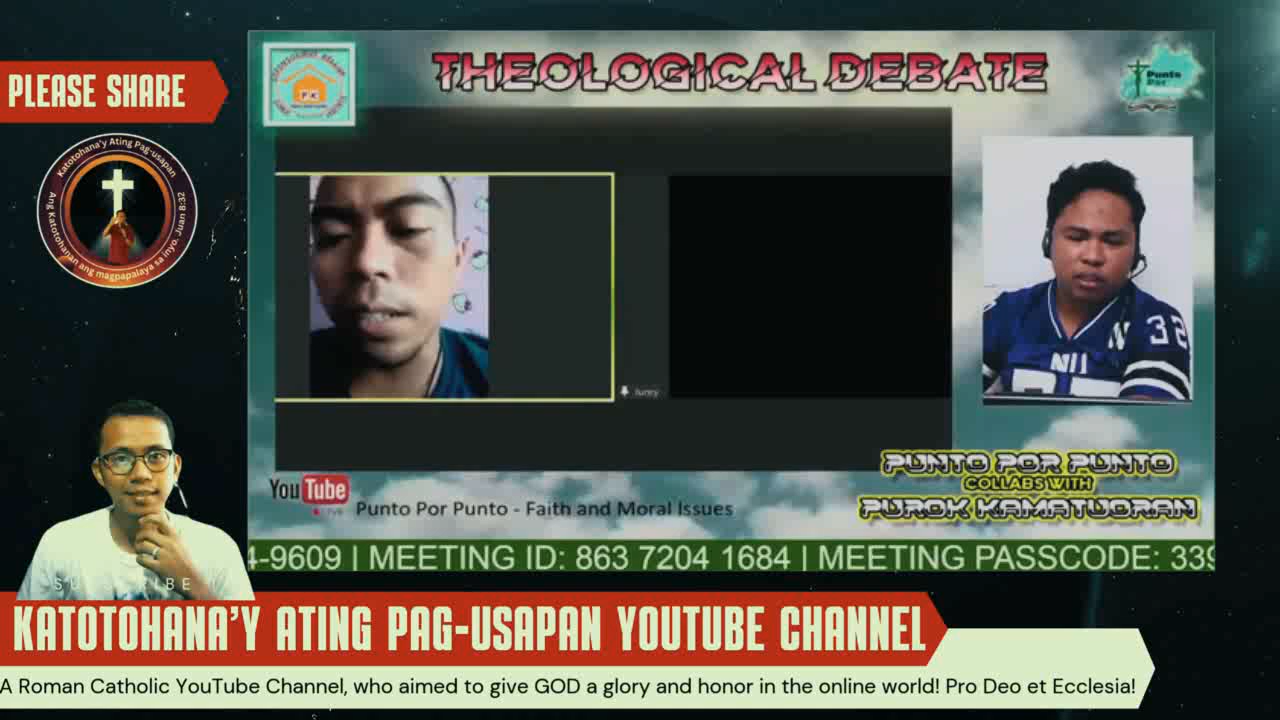 PLEASE SHARE
Katotohana'y Ating Pag-usapan
Ang Katotohanan ang magpapalaya sa inyo. Juan 8:32
THEOLOGICAL DEBATE
Punto
Por
32
NU
YouTube
LIVE
Punto Por Punto - Faith and Moral Issues
PUNTO POR PUNTO
COLLABS WITH
PUROK KAMATUORAN
4-9609 | MEETING ID: 863 7204 1684 | MEETING PASSCODE: 339
SUBSCRIBE
KATOTOHANA'Y ATING PAG-USAPAN YOUTUBE CHANNEL
A Roman Catholic YouTube Channel, who aimed to give GOD a glory and honor in the online world! Pro Deo et Ecclesia!